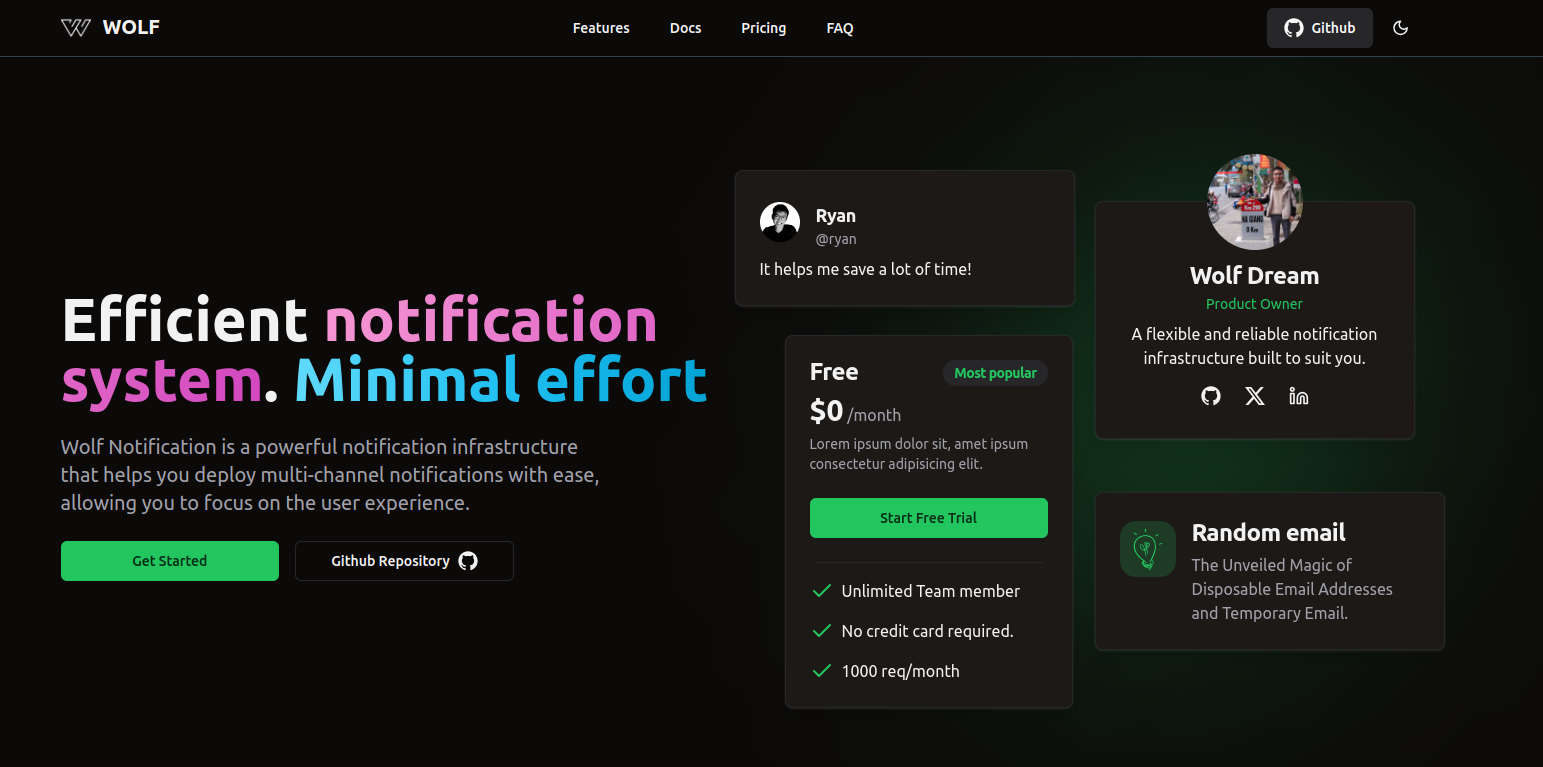 WOLF
Features
Docs
Pricing
FAQ
Github
Efficient notification
system. Minimal effort
Wolf Notification is a powerful notification infrastructure
that helps you deploy multi-channel notifications with ease,
allowing you to focus on the user experience.
Get Started
Github Repository
Ryan
@ryan
It helps me save a lot of time!
Free
Most popular
$0 /month
Lorem ipsum dolor sit, amet ipsum
consectetur adipisicing elit.
Start Free Trial
Unlimited Team member
No credit card required.
1000 req/month
Wolf Dream
Product Owner
A flexible and reliable notification
infrastructure built to suit you.
Random email
The Unveiled Magic of
Disposable Email Addresses
and Temporary Email.